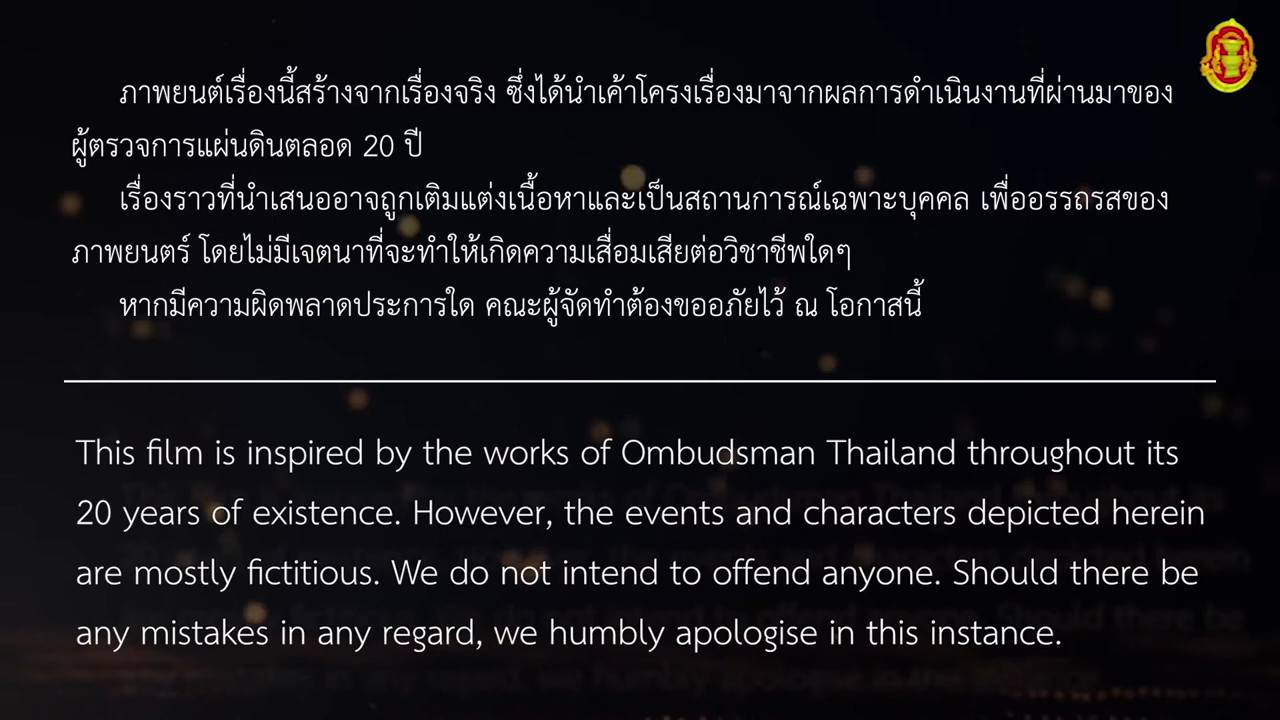 ภาพยนต์เรื่องนี้สร้างจากเรื่องจริง ซึ่งได้นำเค้าโครงเรื่องมาจากผลการดำเนินงานที่ผ่านมาของ
ผู้ตรวจการแผ่นดินตลอด 20 ปี
เรื่องราวที่นำเสนออาจถูกเติมแต่งเนื้อหาและเป็นสถานการณ์เฉพาะบุคคล เพื่ออรรถรสของ
ภาพยนตร์ โดยไม่มีเจตนาที่จะทำให้เกิดความเสื่อมเสียต่อวิชาชีพใดๆ
หากมีความผิดพลาดประการใด คณะผู้จัดทำต้องขออภัยไว้ ณ โอกาสนี้
This film is inspired by the works of Ombudsman Thailand throughout its
20 years of existence. However, the events and characters depicted herein
are mostly fictitious. We do not intend to offend anyone. Should there be
any mistakes in any regard, we humbly apologise in this instance.